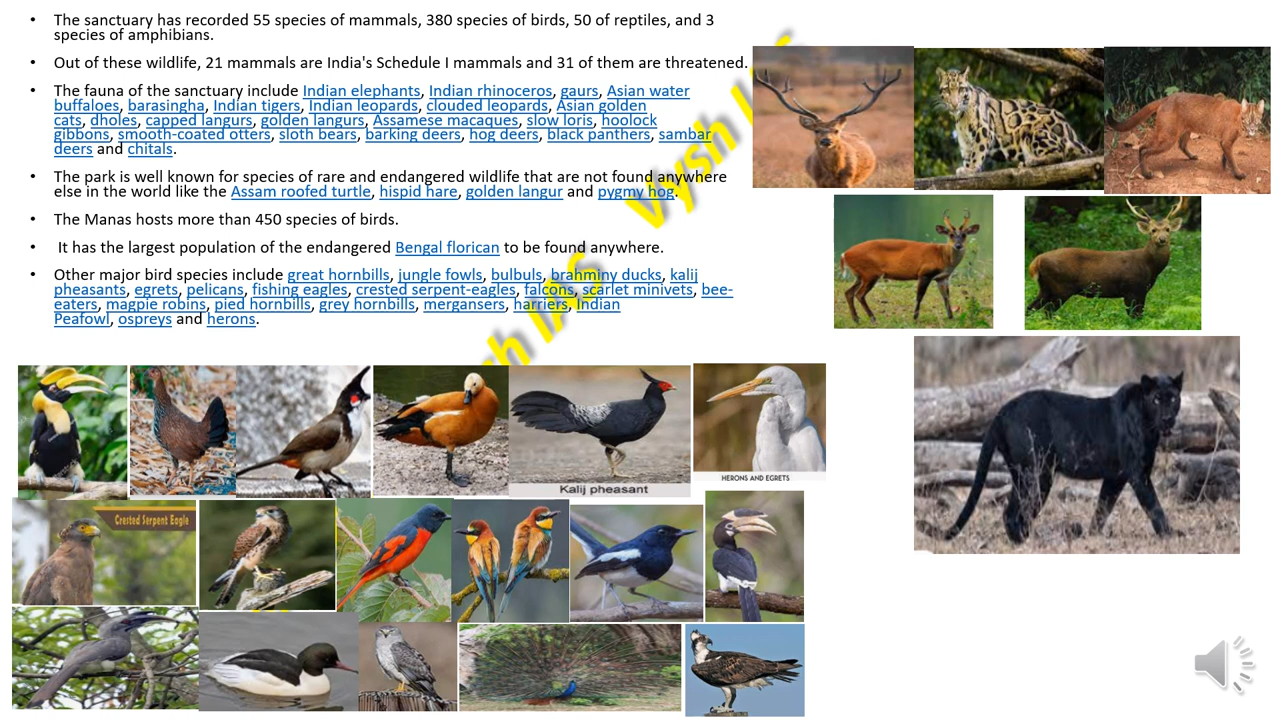 • The sanctuary has recorded 55 species of mammals, 380 species of birds, 50 of reptiles, and 3
species of amphibians.
• Out of these wildlife, 21 mammals are India's Schedule I mammals and 31 of them are threatened.
• The fauna of the sanctuary include Indian elephants, Indian rhinoceros, gaurs, Asian water
buffaloes, barasingha, Indian tigers, Indian leopards, clouded leopards, Asian golden
cats, dholes, capped langurs, golden langurs, Assamese macaques, slow loris, hoolock
gibbons, smooth-coated otters, sloth bears, barking deers, hog deers, black panthers, sambar
deers and chitals.
• The park is well known for species of rare and endangered wildlife that are not found anywhere
else in the world like the Assam roofed turtle, hispid hare, golden langur and pygmy hog.
• The Manas hosts more than 450 species of birds.
• It has the largest population of the endangered Bengal florican to be found anywhere.
• Other major bird species include great hornbills, jungle fowls, bulbuls, brahminy ducks, kalij
pheasants, egrets, pelicans, fishing eagles, crested serpent-eagles, falcons, scarlet minivets, bee-
eaters, magpie robins, pied hornbills, grey hornbills, mergansers, harriers, Indian
Peafowl, ospreys and herons.
Vysh I
sh IAS
Kalij pheasant
HERONS AND EGRETS
Crested Serpent Eagle